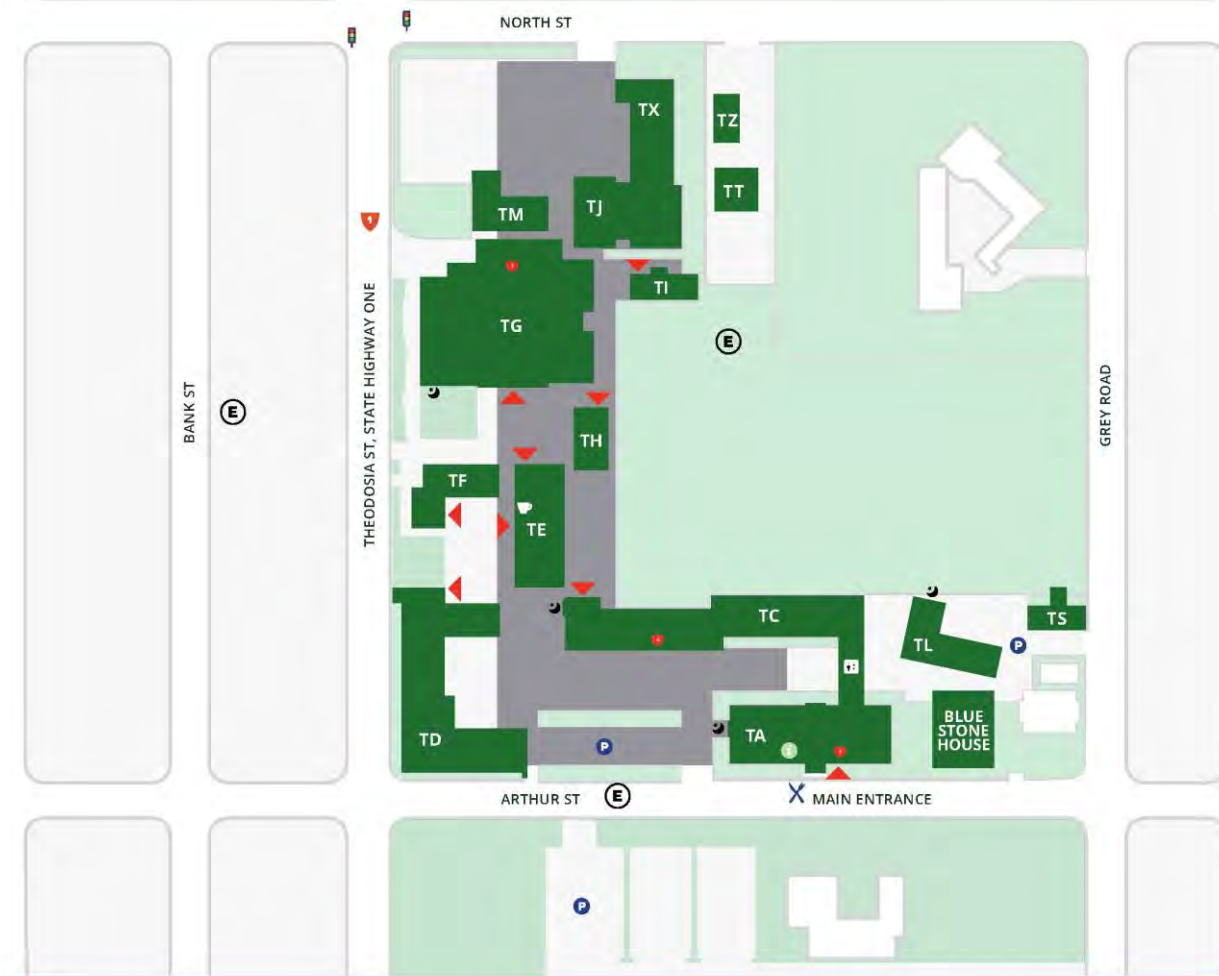 NORTH ST
TX
TZ
TT
TJ
TM
1
TI
TG
E
THEODOSIA ST, STATE HIGHWAY ONE
BANK ST
E
GREY ROAD
TH
TF
TE
TC
TS
TL
P
TD
TA
BLUE
STONE
HOUSE
P
ARTHUR ST
E
MAIN ENTRANCE
P